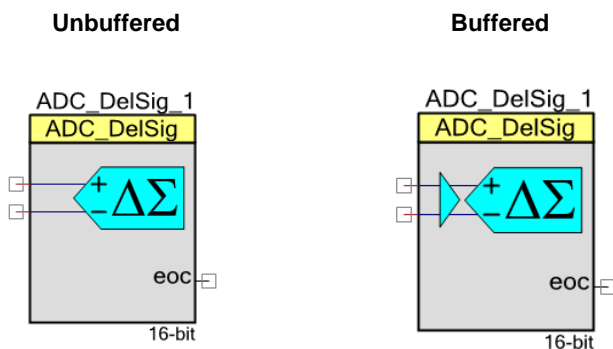 Unbuffered
Buffered
ADC_DelSig_1
ADC_DelSig
+
− ΔΣ
eoc
16-bit
ADC_DelSig_1
ADC_DelSig
+
− ΔΣ
eoc
16-bit